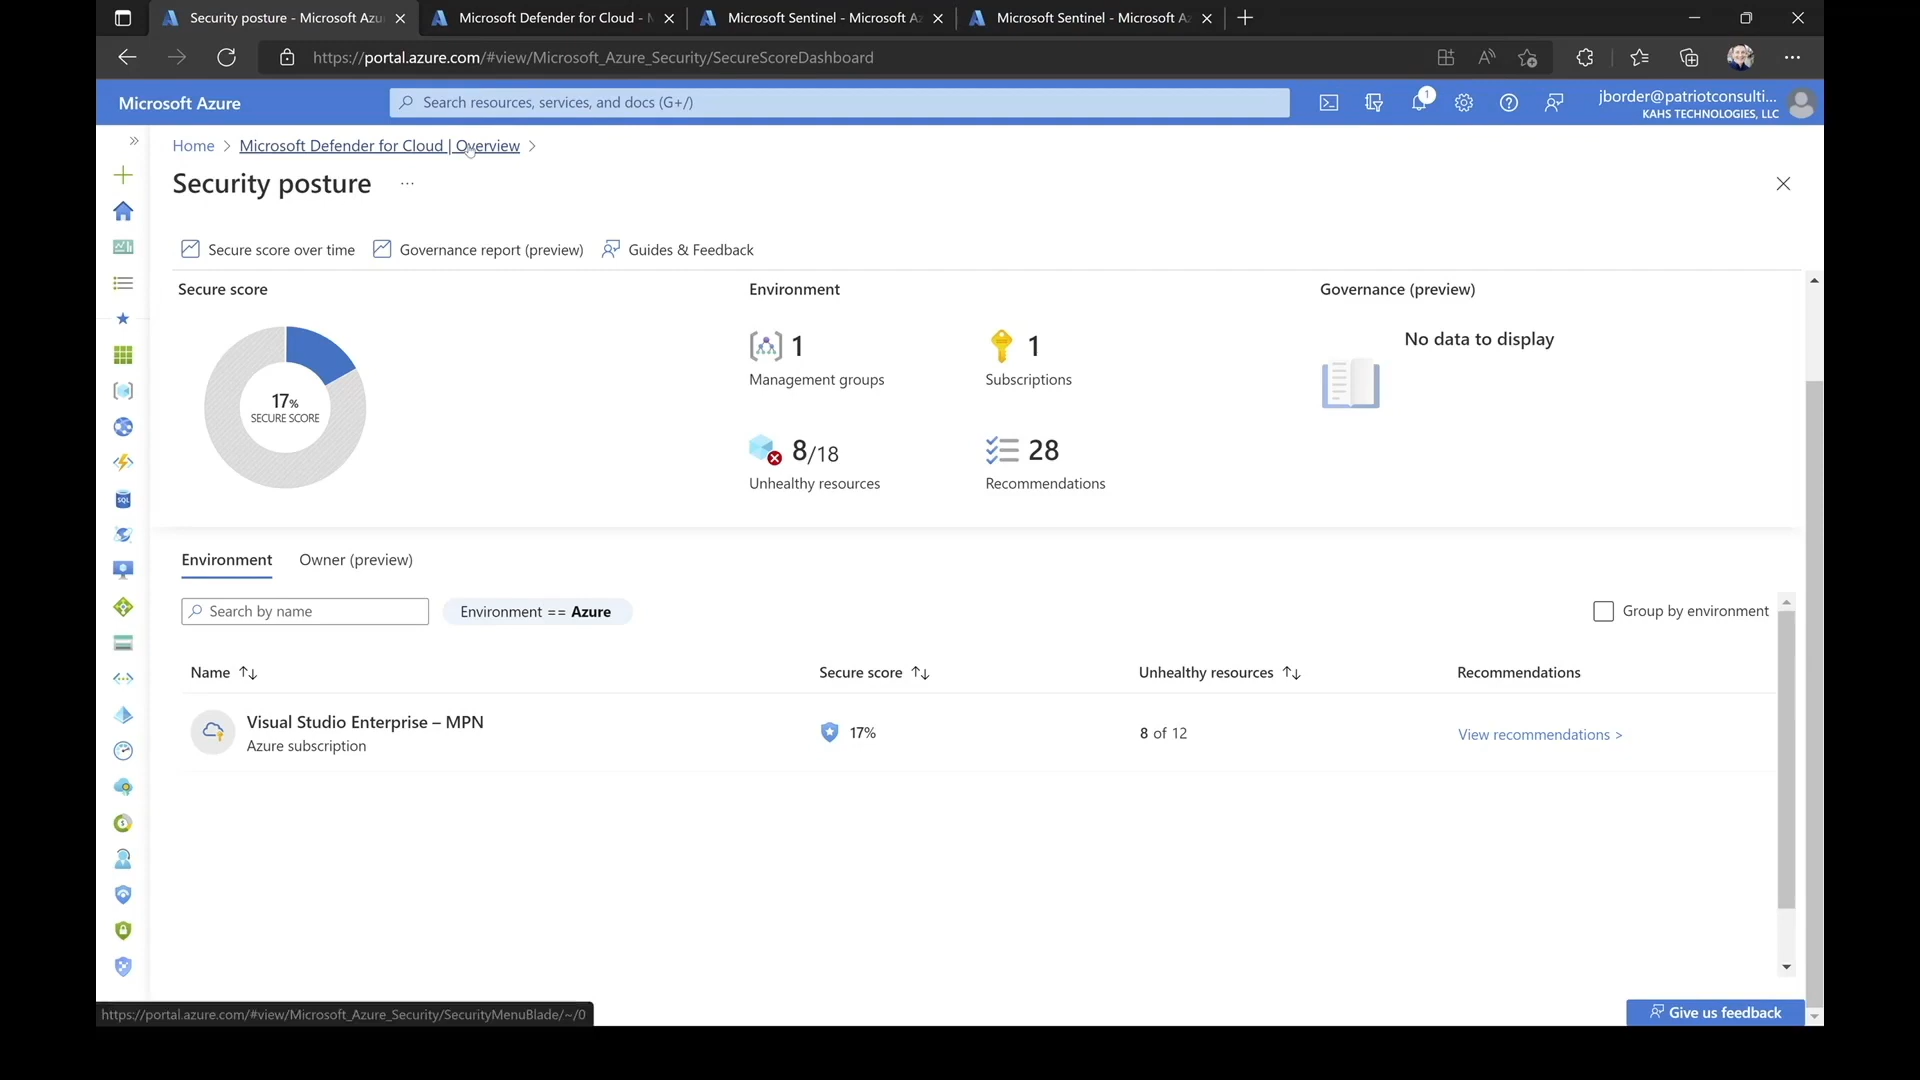 Security posture - Microsoft Azu
Microsoft Defender for Cloud - M
Microsoft Sentinel - Microsoft Az
Microsoft Sentinel - Microsoft Az
https://portal.azure.com/#view/Microsoft_Azure_Security/SecureScoreDashboard
Microsoft Azure
Search resources, services, and docs (G+/)
1
jborder@patriotconsulti...
KAHS TECHNOLOGIES, LLC
Home > Microsoft Defender for Cloud | Overview >
Security posture ...
Secure score over time
Governance report (preview)
Guides & Feedback
Secure score
Environment
Governance (preview)
17%
SECURE SCORE
1
Management groups
1
Subscriptions
8/18
Unhealthy resources
28
Recommendations
No data to display
Environment
Owner (preview)
Search by name
Environment == Azure
Group by environment
Name
Secure score
Unhealthy resources
Recommendations
SQL
Visual Studio Enterprise – MPN
Azure subscription
17%
8 of 12
View recommendations >
https://portal.azure.com/#view/Microsoft_Azure_Security/SecurityMenuBlade/~/0
Give us feedback